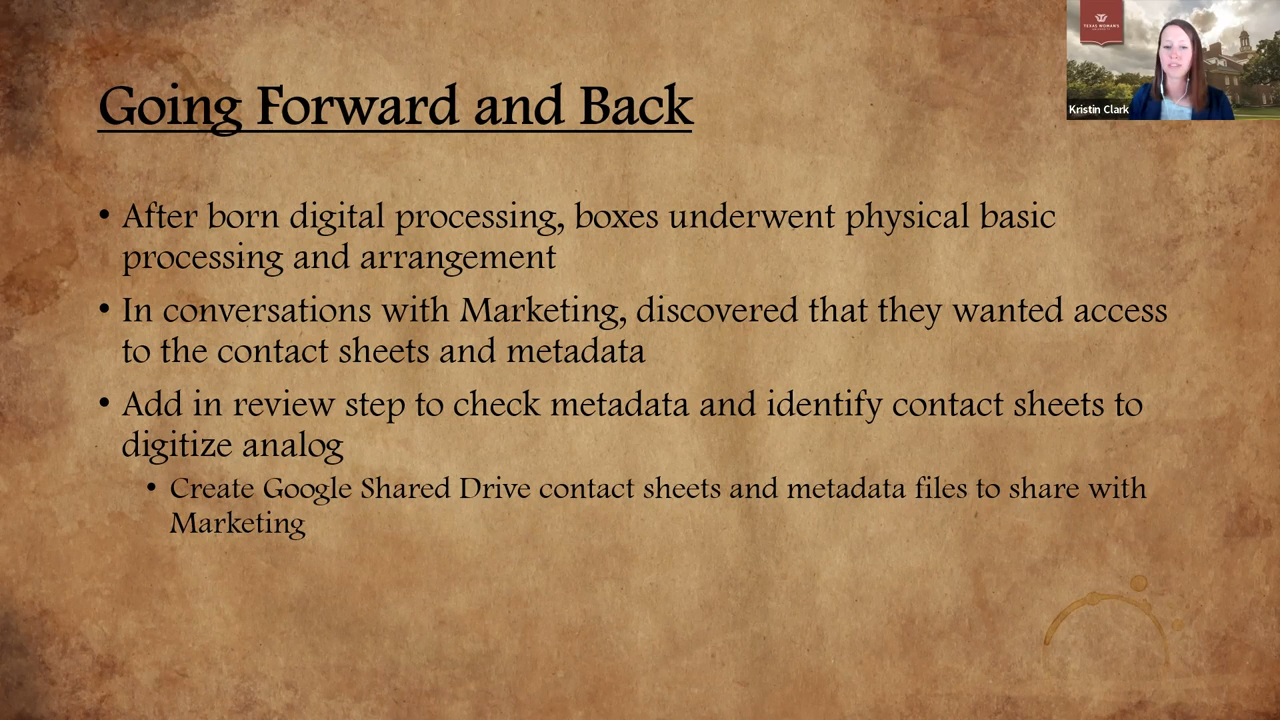 Going Forward and Back
• After born digital processing, boxes underwent physical basic
processing and arrangement
• In conversations with Marketing, discovered that they wanted access
to the contact sheets and metadata
• Add in review step to check metadata and identify contact sheets to
digitize analog
• Create Google Shared Drive contact sheets and metadata files to share with
Marketing
TEXAS WOMAN'S
Kristin Clark